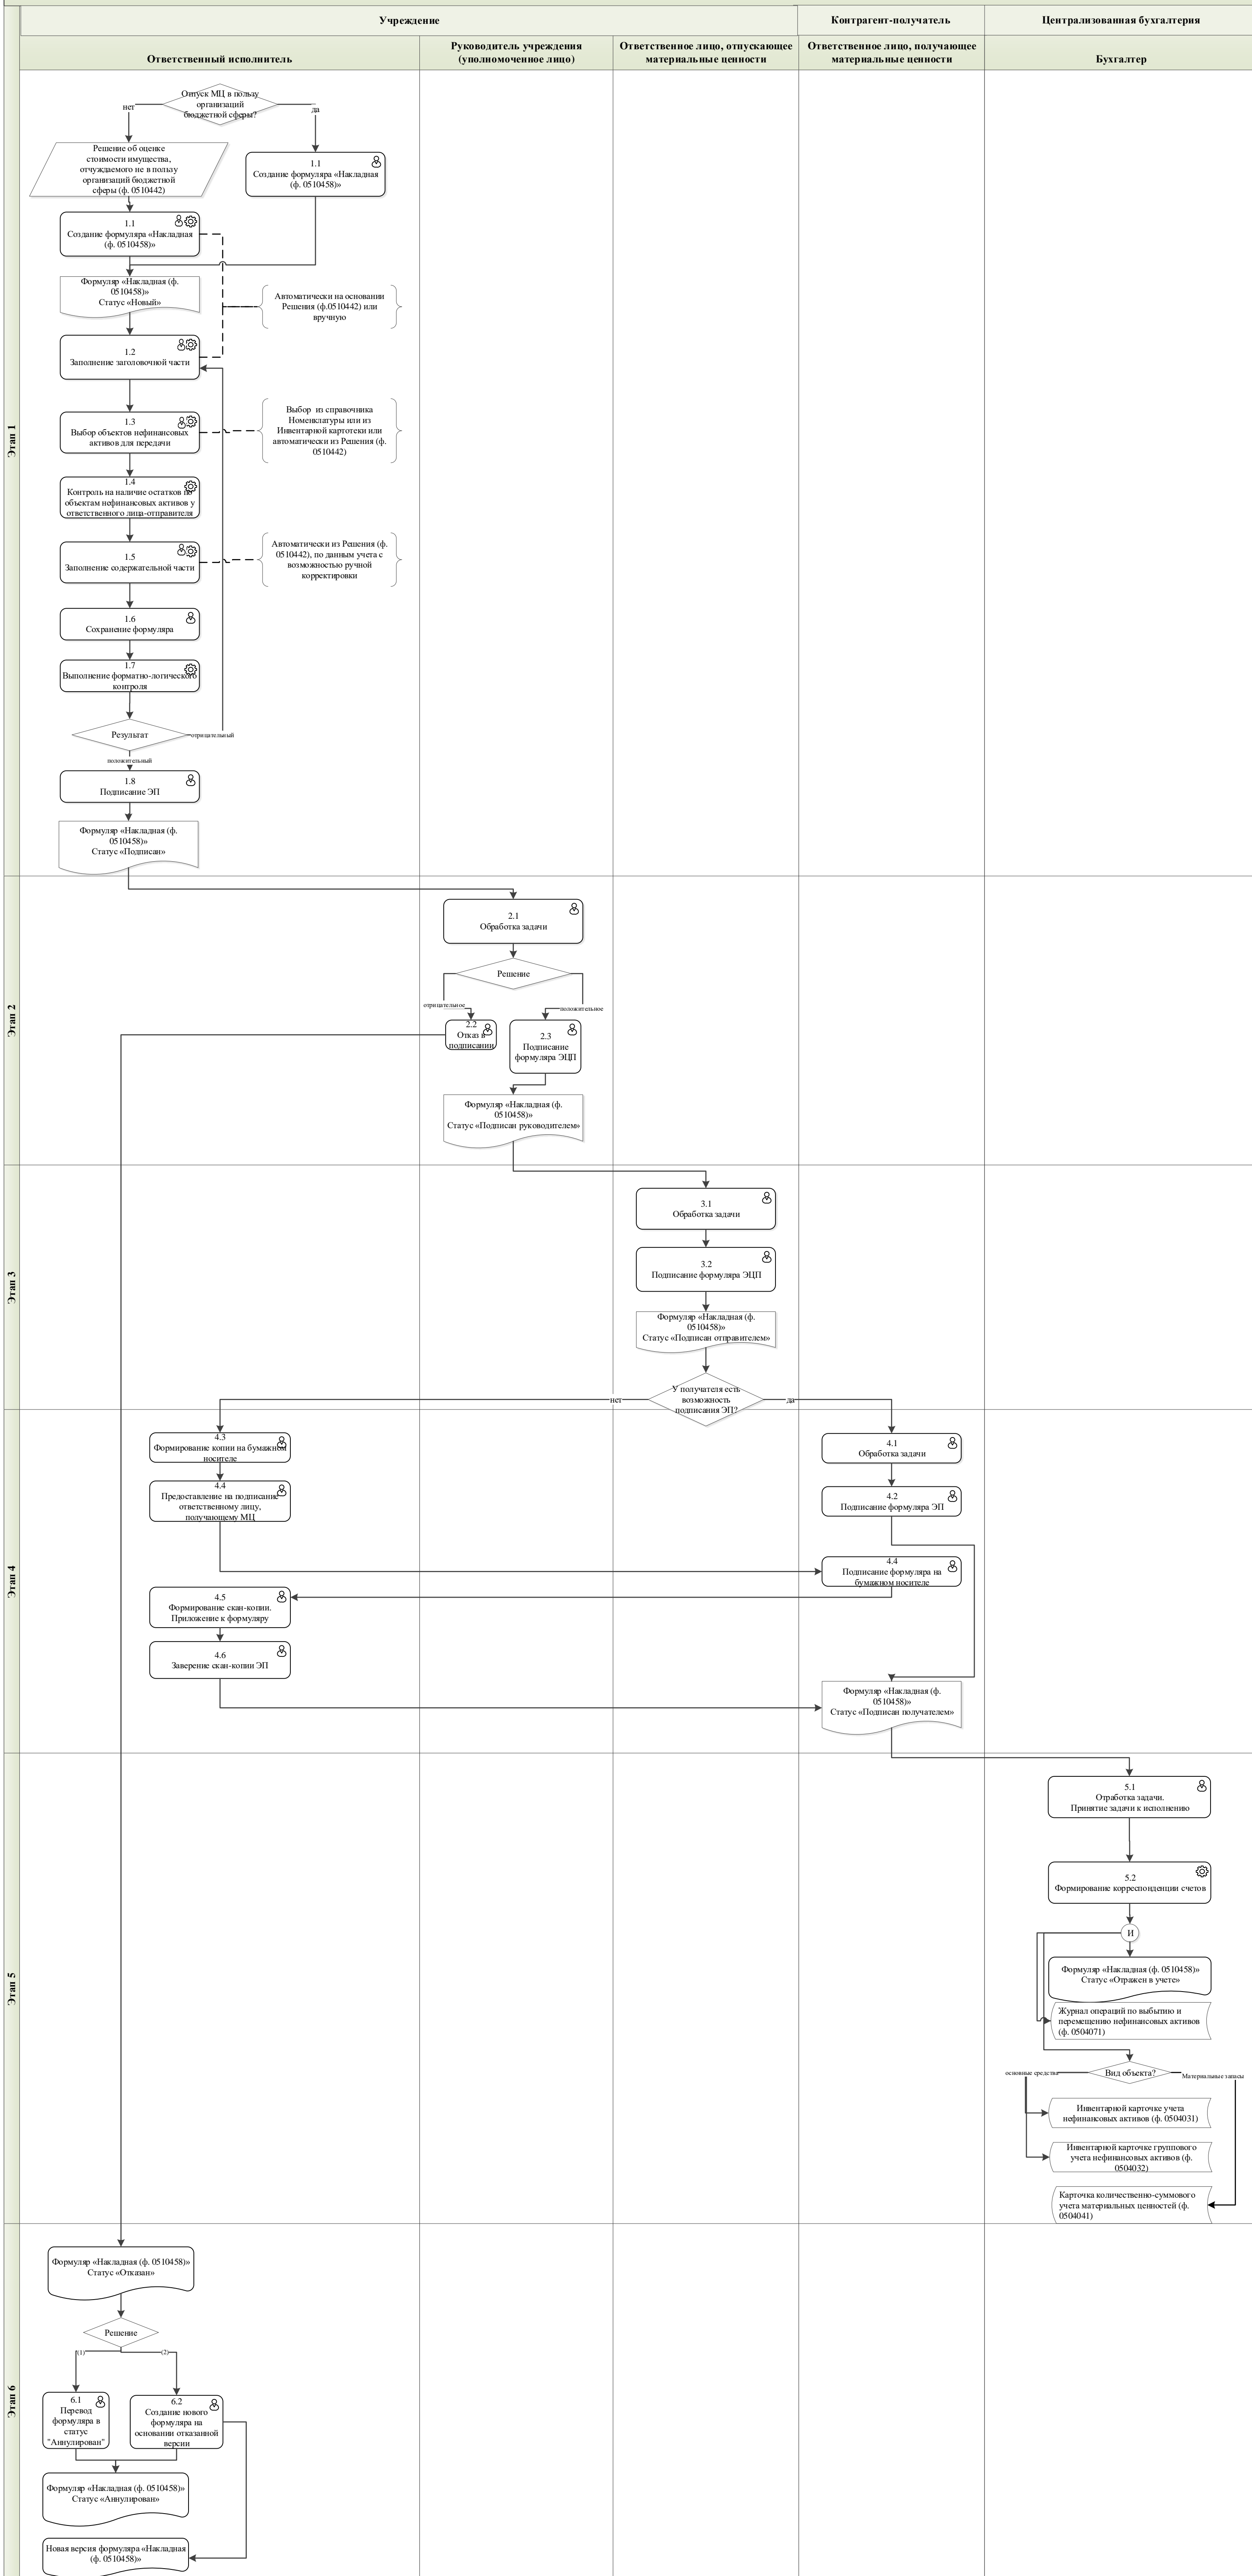 Учреждение
Контрагент-получатель
Централизованная бухгалтерия
Ответственный исполнитель
Руководитель учреждения
(уполномоченное лицо)
Ответственное лицо, отпускающее
материальные ценности
Ответственное лицо, получающее
материальные ценности
Бухгалтер
Этап 1
Отпуск МЦ в пользу
организаций
бюджетной сферы?
нет
да
Решение об оценке
стоимости имущества,
отчуждаемого не в пользу
организаций бюджетной
сферы (ф. 0510442)
1.1
Создание формуляра «Накладная
(ф. 0510458)»
1.1
Создание формуляра «Накладная
(ф. 0510458)»
Формуляр «Накладная (ф.
0510458)»
Статус «Новый»
Автоматически на основании
Решения (ф.0510442) или
вручную
1.2
Заполнение заголовочной части
1.3
Выбор объектов нефинансовых
активов для передачи
Выбор из справочника
Номенклатуры или из
Инвентарной картотеки или
автоматически из Решения (ф.
0510442)
1.4
Контроль на наличие остатков по
объектам нефинансовых активов у
ответственного лица-отправителя
1.5
Заполнение содержательной части
Автоматически из Решения (ф.
0510442), по данным учета с
возможностью ручной
корректировки
1.6
Сохранение формуляра
1.7
Выполнение форматно-логического
контроля
Результат
отрицательный
положительный
1.8
Подписание ЭП
Формуляр «Накладная (ф.
0510458)»
Статус «Подписан»
Этап 2
2.1
Обработка задачи
Решение
отрицательное
положительное
2.2
Отказ в
подписании
2.3
Подписание
формуляра ЭЦП
Формуляр «Накладная (ф.
0510458)»
Статус «Подписан руководителем»
Этап 3
3.1
Обработка задачи
3.2
Подписание формуляра ЭЦП
Формуляр «Накладная (ф.
0510458)»
Статус «Подписан отправителем»
У получателя есть
возможность
подписания ЭП?
нет
да
Этап 4
4.3
Формирование копии на бумажном
носителе
4.1
Обработка задачи
4.4
Предоставление на подписание
ответственному лицу,
получающему МЦ
4.2
Подписание формуляра ЭП
4.4
Подписание формуляра на
бумажном носителе
4.5
Формирование скан-копии.
Приложение к формуляру
4.6
Заверение скан-копии ЭП
Формуляр «Накладная (ф.
0510458)»
Статус «Подписан получателем»
Этап 5
5.1
Отработка задачи.
Принятие задачи к исполнению
5.2
Формирование корреспонденции счетов
И
Формуляр «Накладная (ф. 0510458)»
Статус «Отражен в учете»
Журнал операций по выбытию и
перемещению нефинансовых активов
(ф. 0504071)
Вид объекта?
основные средства
Материальные запасы
Инвентарной карточке учета
нефинансовых активов (ф. 0504031)
Инвентарной карточке группового
учета нефинансовых активов (ф.
0504032)
Карточка количественно-суммового
учета материальных ценностей (ф.
0504041)
Этап 6
Формуляр «Накладная (ф. 0510458)»
Статус «Отказан»
Решение
(1)
(2)
6.1
Перевод
формуляра в
статус
"Аннулирован"
6.2
Создание нового
формуляра на
основании отказанной
версии
Формуляр «Накладная (ф. 0510458)»
Статус «Аннулирован»
Новая версия формуляра «Накладная
(ф. 0510458)»